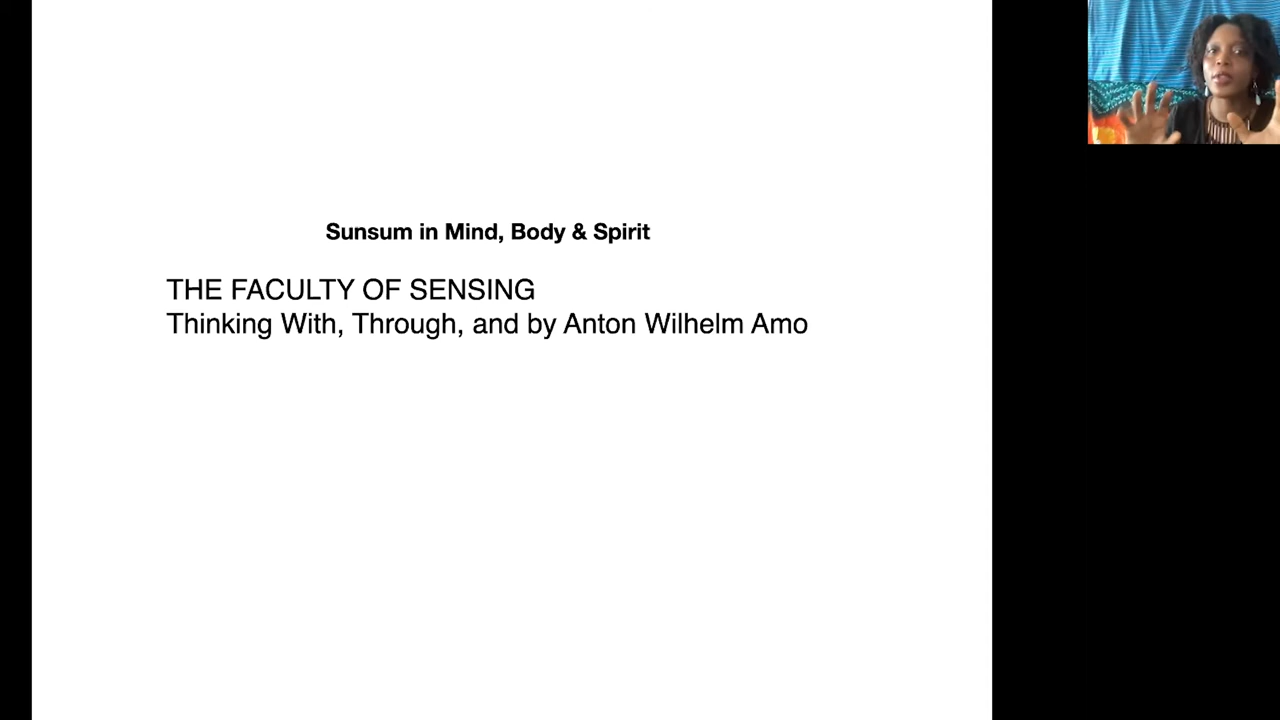 Sunsum in Mind, Body & Spirit
THE FACULTY OF SENSING
Thinking With, Through, and by Anton Wilhelm Amo